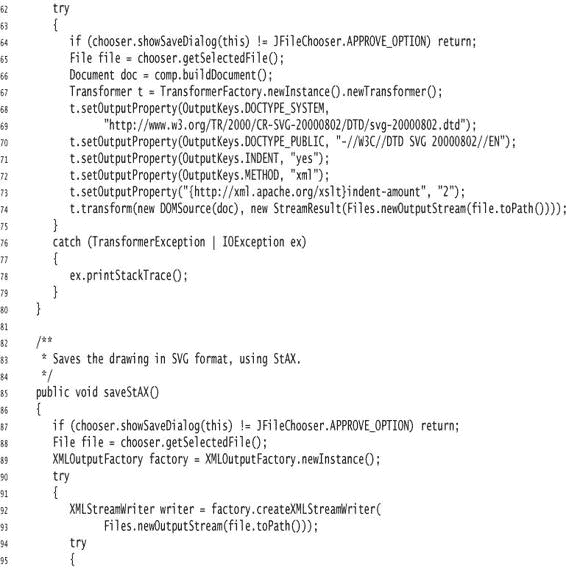 62 try
63 {
64 if (chooser.showSaveDialog(this) != JFileChooser.APPROVE_OPTION) return;
65 File file = chooser.getSelectedFile();
66 Document doc = comp.buildDocument();
67 Transformer t = TransformerFactory.newInstance().newTransformer();
68 t.setOutputProperty(OutputKeys.DOCTYPE_SYSTEM,
69 "http://www.w3.org/TR/2000/CR-SVG-20000802/DTD/svg-20000802.dtd");
70 t.setOutputProperty(OutputKeys.DOCTYPE_PUBLIC, "-//W3C//DTD SVG 20000802//EN");
71 t.setOutputProperty(OutputKeys.INDENT, "yes");
72 t.setOutputProperty(OutputKeys.METHOD, "xml");
73 t.setOutputProperty("{http://xml.apache.org/xslt}indent-amount", "2");
74 t.transform(new DOMSource(doc), new StreamResult(Files.newOutputStream(file.toPath())));
75 }
76 catch (TransformerException | IOException ex)
77 {
78 ex.printStackTrace();
79 }
80 }
81
82 /**
83 * Saves the drawing in SVG format, using StAX.
84 */
85 public void saveStAX()
86 {
87 if (chooser.showSaveDialog(this) != JFileChooser.APPROVE_OPTION) return;
88 File file = chooser.getSelectedFile();
89 XMLOutputFactory factory = XMLOutputFactory.newInstance();
90 try
91 {
92 XMLStreamWriter writer = factory.createXMLStreamWriter(
93 Files.newOutputStream(file.toPath()));
94 try
95 {